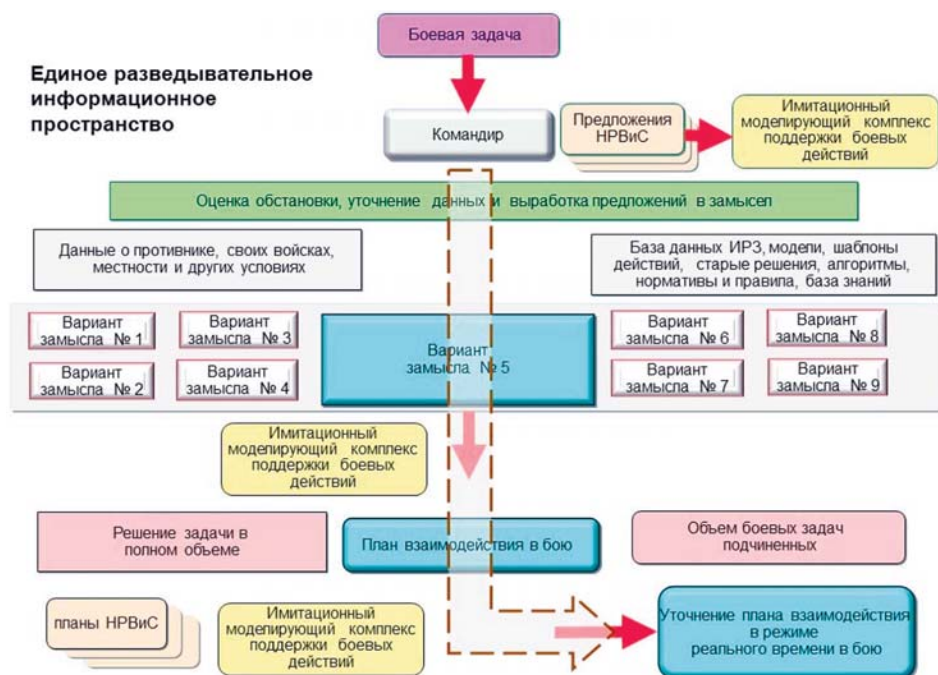 Боевая задача
Единое разведывательное
информационное
пространство
Командир
Предложения
НРВиС
Имитационный
моделирующий комплекс
поддержки боевых
действий
Оценка обстановки, уточнение данных и выработка предложений в замысел
Данные о противнике, своих войсках,
местности и других условиях
База данных ИРЗ, модели, шаблоны
действий, старые решения, алгоритмы,
нормативы и правила, база знаний
Вариант
замысла № 1
Вариант
замысла № 3
Вариант
замысла № 2
Вариант
замысла № 4
Вариант
замысла № 5
Вариант
замысла № 6
Вариант
замысла № 8
Вариант
замысла № 7
Вариант
замысла № 9
Имитационный
моделирующий комплекс
поддержки боевых
действий
Решение задачи в
полном объеме
План взаимодействия в бою
Объем боевых задач
подчиненных
планы НРВиС
Имитационный
моделирующий комплекс
поддержки боевых
действий
Уточнение плана взаимодействия
в режиме
реального времени в бою